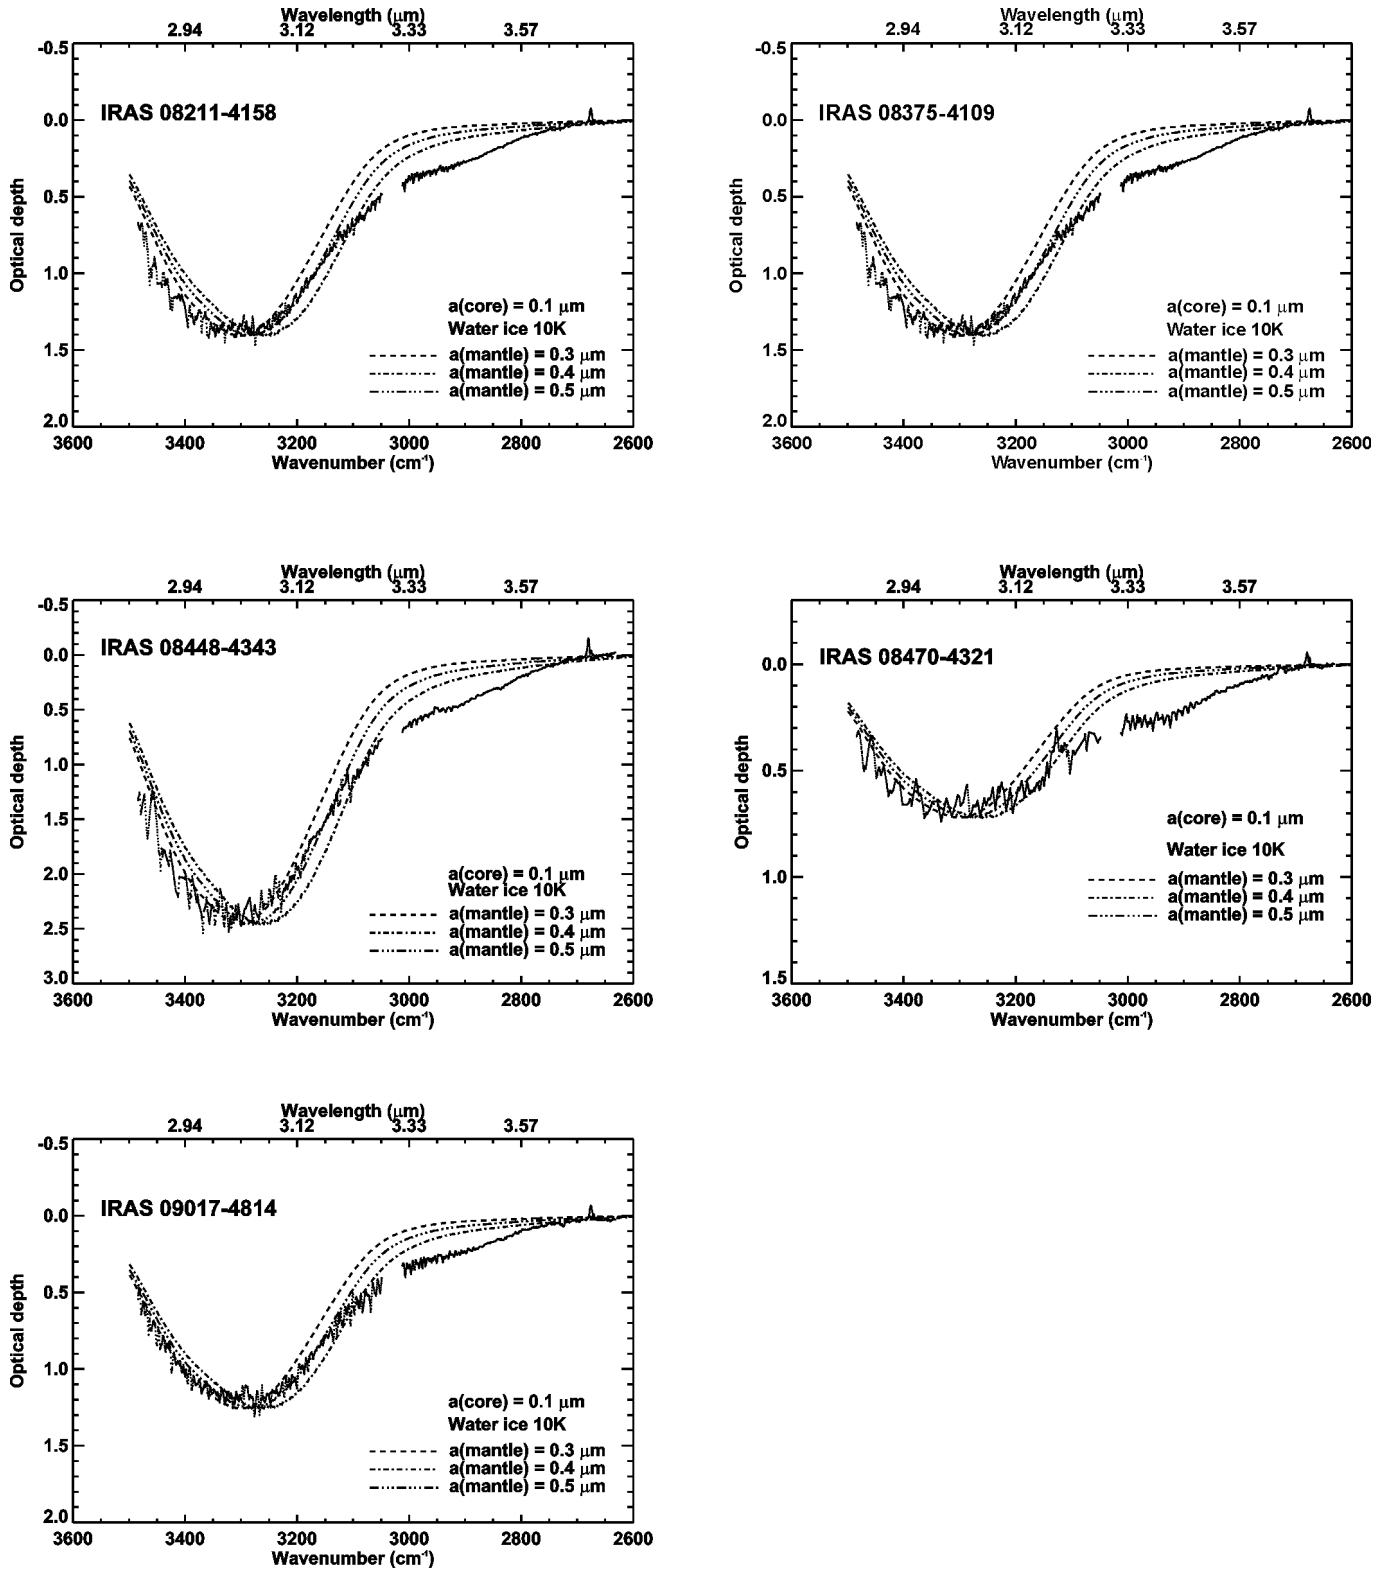 Wavelength (μm)
2.94 3.12 3.33 3.57
-0.5
0.0
0.5
1.0
1.5
2.0
Optical depth
IRAS 08211-4158
a(core) = 0.1 μm
Water ice 10K
a(mantle) = 0.3 μm
a(mantle) = 0.4 μm
a(mantle) = 0.5 μm
3600 3400 3200 3000 2800 2600
Wavenumber (cm⁻¹)
Wavelength (μm)
2.94 3.12 3.33 3.57
-0.5
0.0
0.5
1.0
1.5
2.0
Optical depth
IRAS 08375-4109
a(core) = 0.1 μm
Water ice 10K
a(mantle) = 0.3 μm
a(mantle) = 0.4 μm
a(mantle) = 0.5 μm
3600 3400 3200 3000 2800 2600
Wavenumber (cm⁻¹)
Wavelength (μm)
2.94 3.12 3.33 3.57
-0.5
0.0
0.5
1.0
1.5
2.0
2.5
3.0
Optical depth
IRAS 08448-4343
a(core) = 0.1 μm
Water ice 10K
a(mantle) = 0.3 μm
a(mantle) = 0.4 μm
a(mantle) = 0.5 μm
3600 3400 3200 3000 2800 2600
Wavenumber (cm⁻¹)
Wavelength (μm)
2.94 3.12 3.33 3.57
0.0
0.5
1.0
1.5
Optical depth
IRAS 08470-4321
a(core) = 0.1 μm
Water ice 10K
a(mantle) = 0.3 μm
a(mantle) = 0.4 μm
a(mantle) = 0.5 μm
3600 3400 3200 3000 2800 2600
Wavenumber (cm⁻¹)
Wavelength (μm)
2.94 3.12 3.33 3.57
-0.5
0.0
0.5
1.0
1.5
2.0
Optical depth
IRAS 09017-4814
a(core) = 0.1 μm
Water ice 10K
a(mantle) = 0.3 μm
a(mantle) = 0.4 μm
a(mantle) = 0.5 μm
3600 3400 3200 3000 2800 2600
Wavenumber (cm⁻¹)